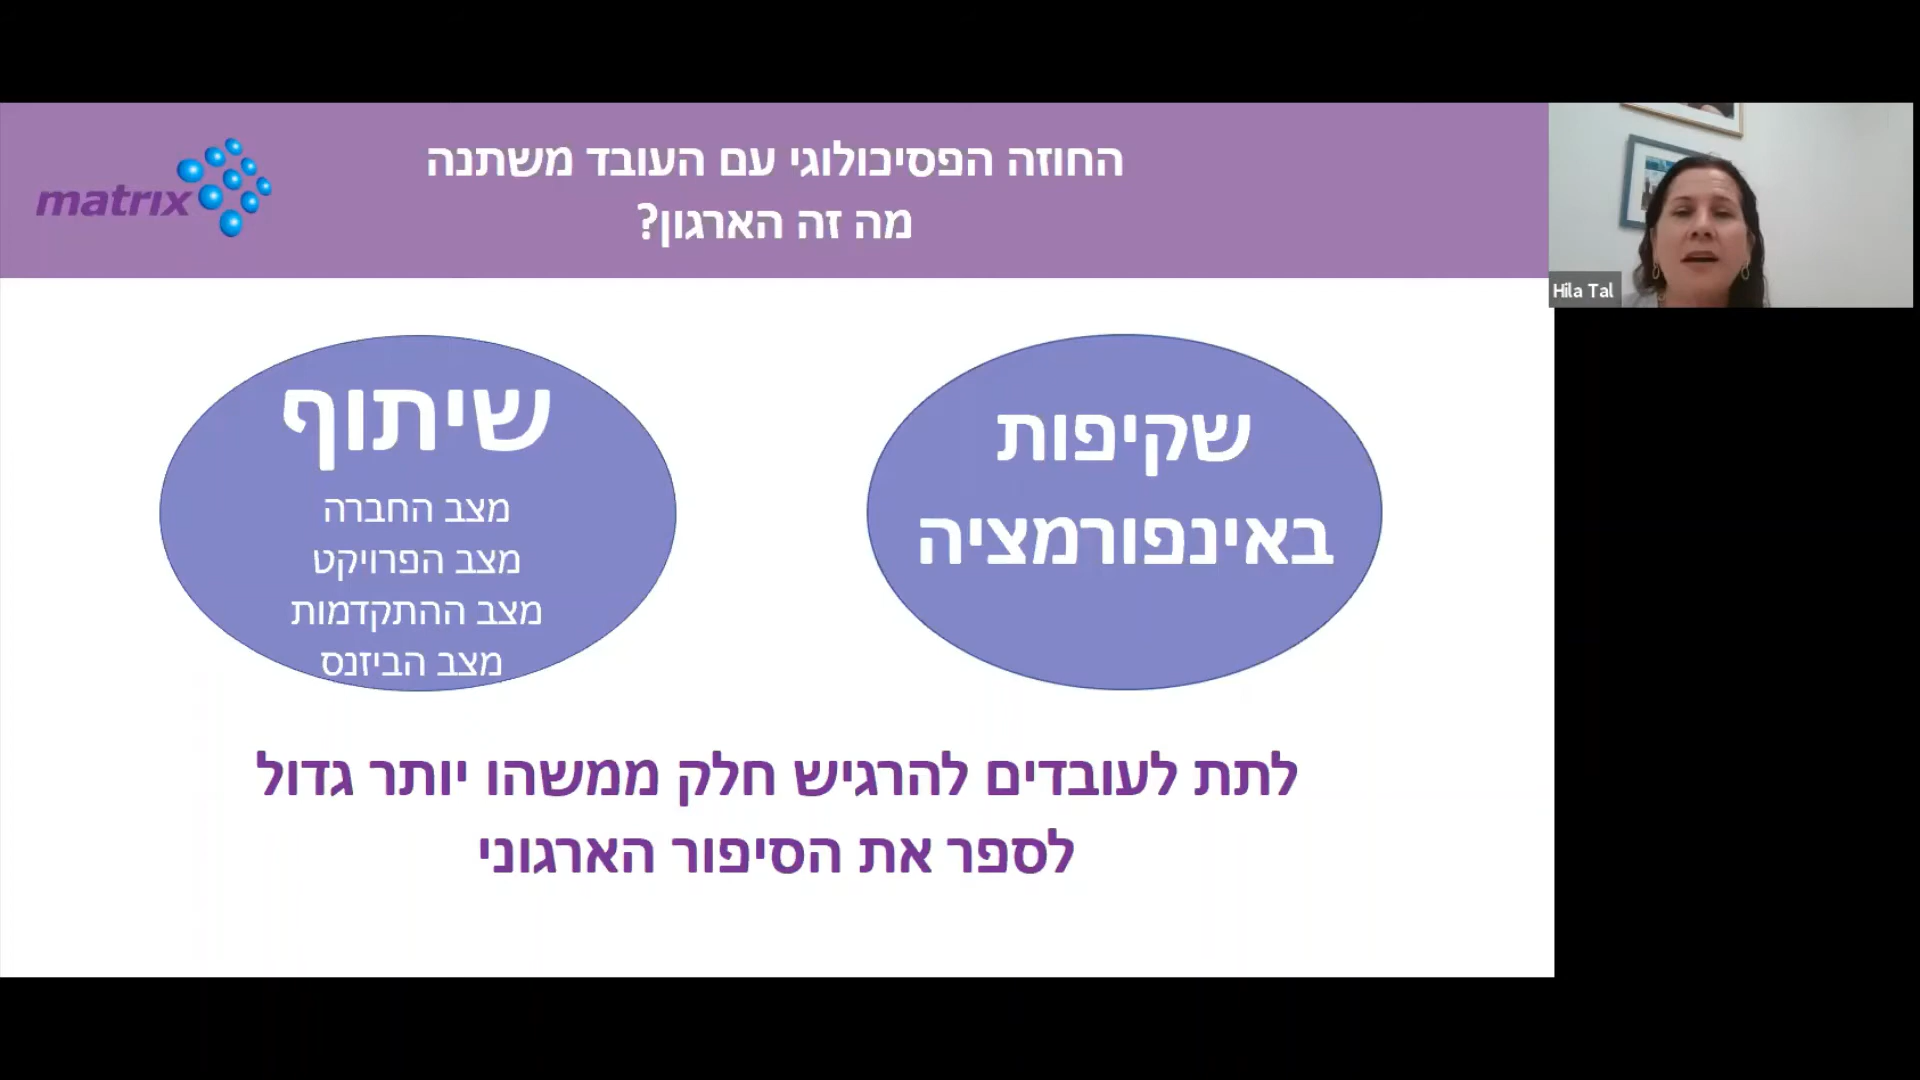 החוזה הפסיכולוגי עם העובד משתנה
מה זה הארגון?
matrix
שקיפות
באינפורמציה
שיתוף
מצב החברה
מצב הפרויקט
מצב ההתקדמות
מצב הביזנס
לתת לעובדים להרגיש חלק ממשהו יותר גדול
לספר את הסיפור הארגוני
Hila Tal